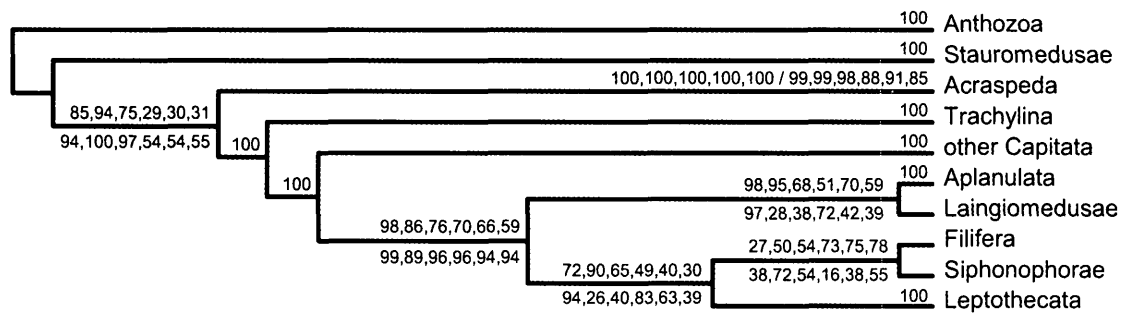 100 Anthozoa
100 Stauromedusae
100,100,100,100,100 / 99,99,98,88,91,85 Acraspeda
85,94,75,29,30,31
94,100,97,54,54,55
100 Trachylina
100
100 other Capitata
100
98,95,68,51,70,59
100 Aplanulata
97,28,38,72,42,39 Laingiomedusae
98,86,76,70,66,59
99,89,96,96,94,94
27,50,54,73,75,78 Filifera
38,72,54,16,38,55 Siphonophorae
72,90,65,49,40,30
94,26,40,83,63,39
100 Leptothecata